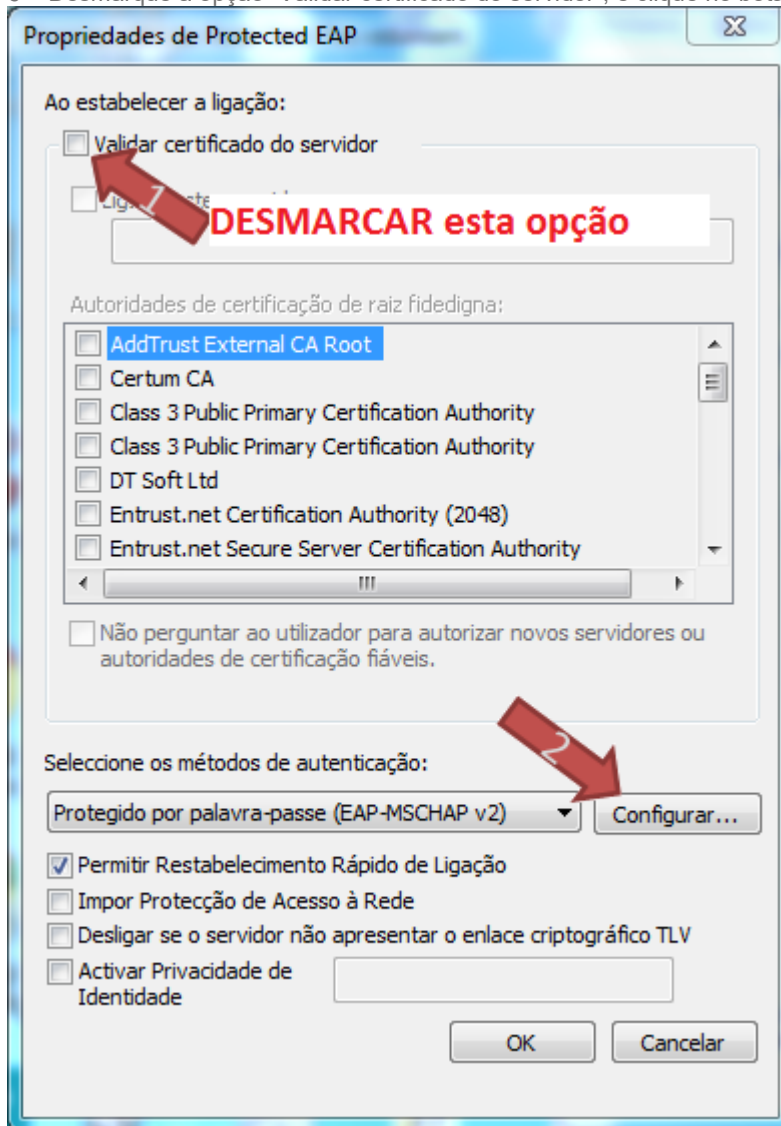 Propriedades de Protected EAP
Ao estabelecer a ligação:
Validar certificado do servidor
1
DESMARCAR esta opção
Autoridades de certificação de raiz fidedigna:
AddTrust External CA Root
Certum CA
Class 3 Public Primary Certification Authority
Class 3 Public Primary Certification Authority
DT Soft Ltd
Entrust.net Certification Authority (2048)
Entrust.net Secure Server Certification Authority
Não perguntar ao utilizador para autorizar novos servidores ou
autoridades de certificação fiáveis.
2
Seleccione os métodos de autenticação:
Protegido por palavra-passe (EAP-MSCHAP v2)
Configurar...
Permitir Restabelecimento Rápido de Ligação
Impor Protecção de Acesso à Rede
Desligar se o servidor não apresentar o enlace criptográfico TLV
Activar Privacidade de
Identidade
OK
Cancelar